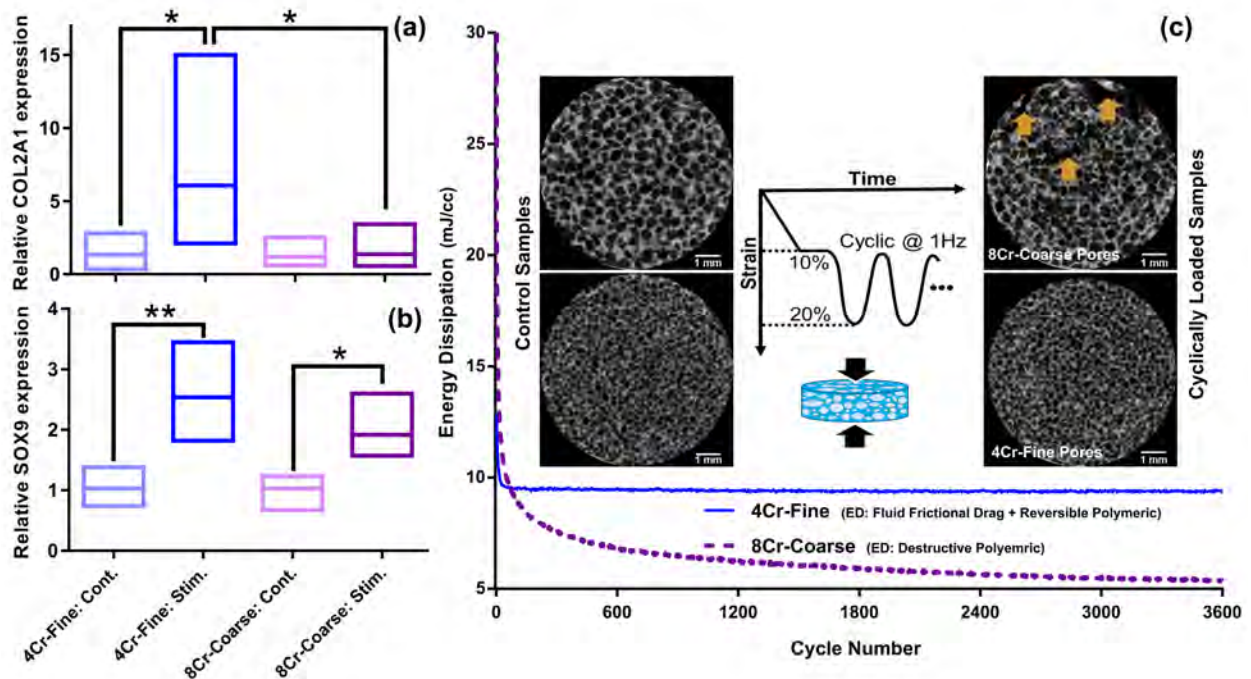 (a)
*
*
Relative COL2A1 expression
15
10
5
0
(b)
**
*
Relative SOX9 expression
4
3
2
1
0
4Cr-Fine: Cont.
4Cr-Fine: Stim.
8Cr-Coarse: Cont.
8Cr-Coarse: Stim.
(c)
Energy Dissipation (mJ/cc)
30
25
20
15
10
5
Control Samples
1 mm
1 mm
Time
Strain
10%
20%
Cyclic @ 1Hz
8Cr-Coarse Pores
1 mm
4Cr-Fine Pores
1 mm
Cyclically Loaded Samples
4Cr-Fine (ED: Fluid Frictional Drag + Reversible Polymeric)
8Cr-Coarse (ED: Destructive Polyemric)
0 600 1200 1800 2400 3000 3600
Cycle Number